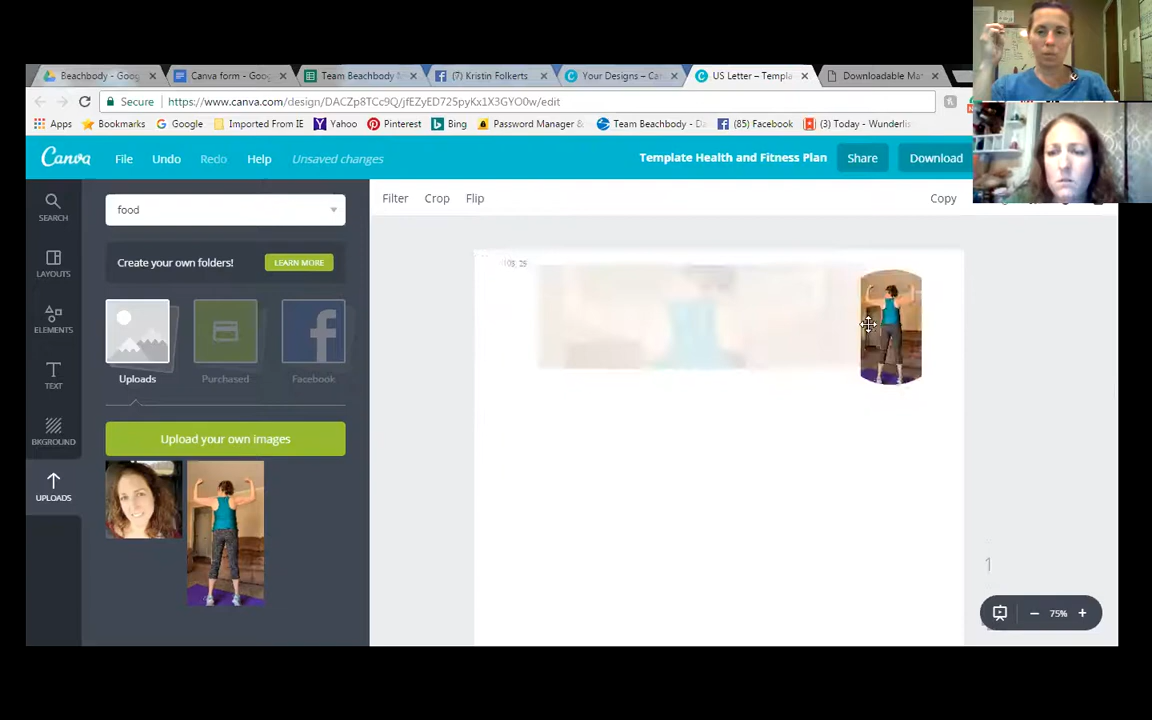 Beachbody - Goog
Canva form - Goog
Team Beachbody M
(7) Kristin Folkerts
Your Designs – Can
US Letter – Templa
Downloadable Mat
Secure https://www.canva.com/design/DACZp8TCc9Q/jfEZyED725pyKx1X3GYO0w/edit
Apps Bookmarks Google Imported From IE Yahoo Pinterest Bing Password Manager & Team Beachbody - Da (85) Facebook (3) Today - Wunderlis
Canva File Undo Redo Help Unsaved changes Template Health and Fitness Plan Share Download
SEARCH
LAYOUTS
ELEMENTS
TEXT
BKGROUND
UPLOADS
food
Create your own folders! LEARN MORE
Uploads Purchased Facebook
Upload your own images
Filter Crop Flip Copy
1
75%